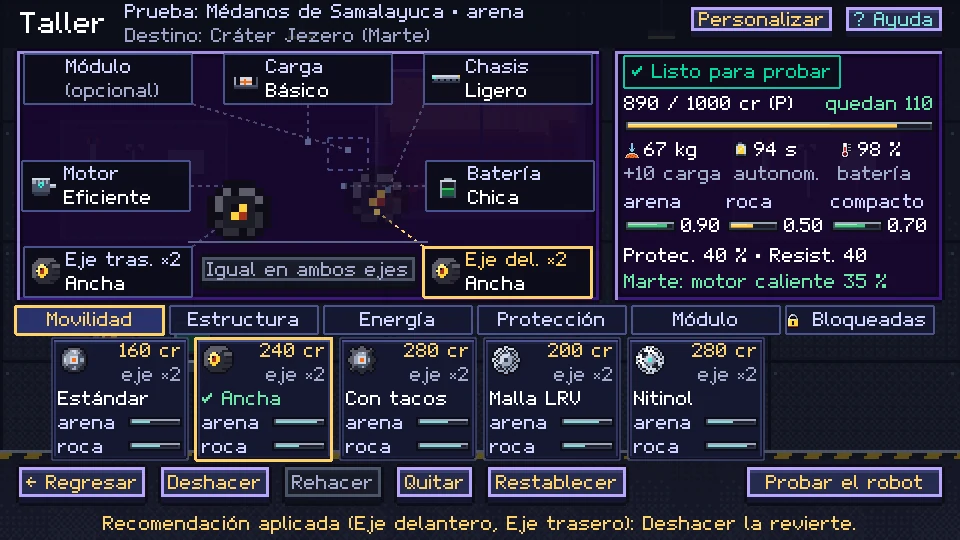 Taller
Prueba: Médanos de Samalayuca • arena
Destino: Cráter Jezero (Marte)
Personalizar
? Ayuda
Módulo
(opcional)
Carga
Básico
Chasis
Ligero
Motor
Eficiente
Batería
Chica
Eje tras. ×2
Ancha
Igual en ambos ejes
Eje del. ×2
Ancha
✓ Listo para probar
890 / 1000 cr (P) quedan 110
67 kg 94 s 98 %
+10 carga autonom. batería
arena roca compacto
0.90 0.50 0.70
Protec. 40 % • Resist. 40
Marte: motor caliente 35 %
Movilidad
Estructura
Energía
Protección
Módulo
Bloqueadas
160 cr
eje ×2
Estándar
arena
roca
240 cr
eje ×2
✓ Ancha
arena
roca
280 cr
eje ×2
Con tacos
arena
roca
200 cr
eje ×2
Malla LRV
arena
roca
280 cr
eje ×2
Nitinol
arena
roca
← Regresar
Deshacer
Rehacer
Quitar
Restablecer
Probar el robot
Recomendación aplicada (Eje delantero, Eje trasero): Deshacer la revierte.